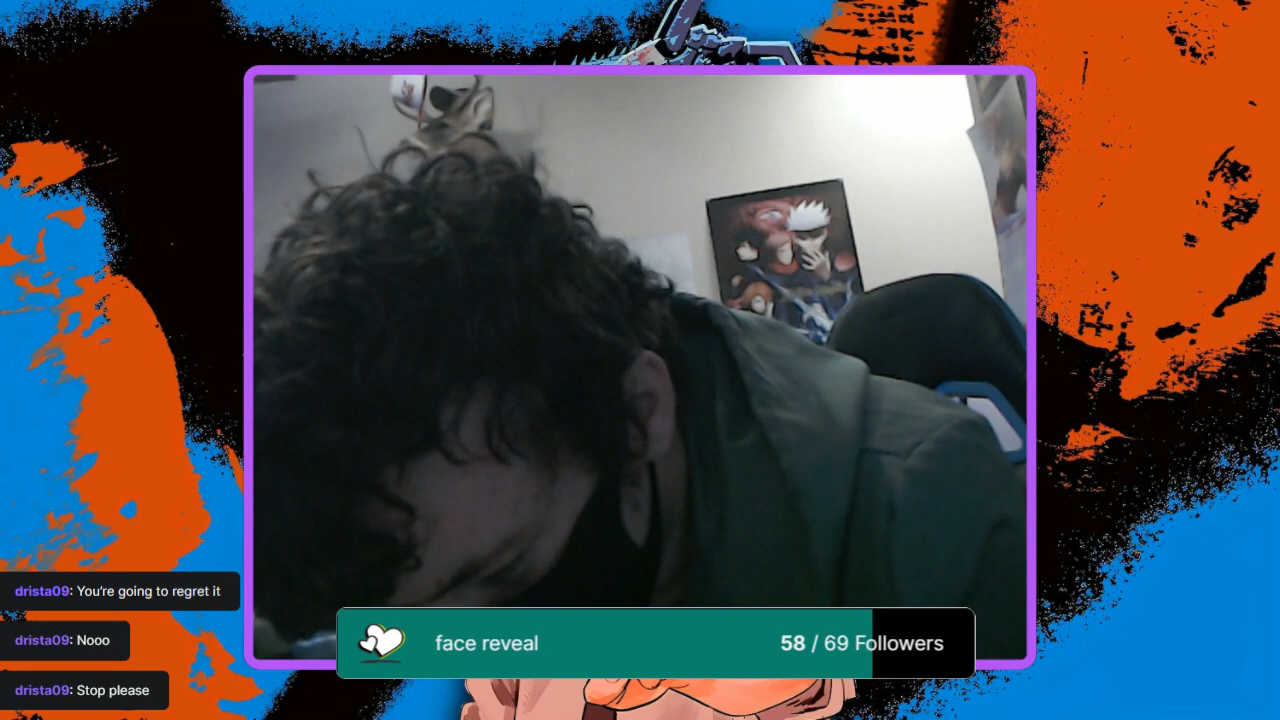 drista09: You're going to regret it
drista09: Nooo
drista09: Stop please
face reveal
58 / 69 Followers